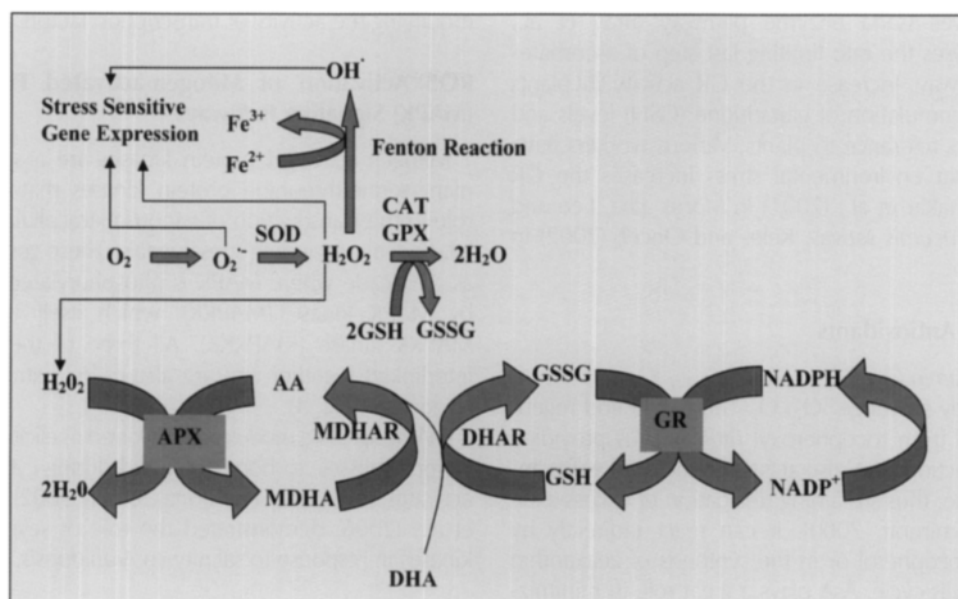 OH·
Stress Sensitive
Gene Expression
Fe³⁺
Fe²⁺
Fenton Reaction
CAT
GPX
SOD
O₂
O₂·⁻
H₂O₂
2H₂O
2GSH
GSSG
H₂0₂
AA
GSSG
NADPH
MDHAR
DHAR
APX
GR
2H₂0
MDHA
GSH
NADP⁺
DHA